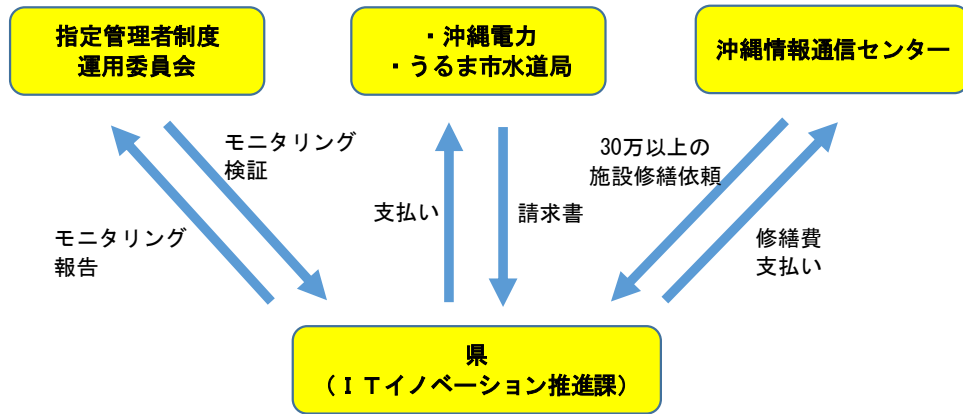 指定管理者制度
運用委員会
・沖縄電力
・うるま市水道局
沖縄情報通信センター
モニタリング
検証
モニタリング
報告
支払い
請求書
30万以上の
施設修繕依頼
修繕費
支払い
県
(ITイノベーション推進課)